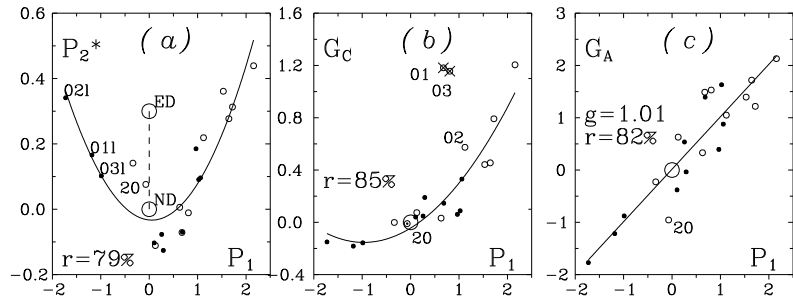 (a)
P2*
0.6
0.4
0.2
0.0
−0.2
02l
01l
03l
20
ED
ND
r=79%
P1
−2 −1 0 1 2
(b)
GC
1.6
1.2
0.8
0.4
0.0
−0.4
01
03
02
r=85%
20
P1
−2 −1 0 1 2
(c)
GA
3
2
1
0
−1
−2
g=1.01
r=82%
20
P1
−2 −1 0 1 2